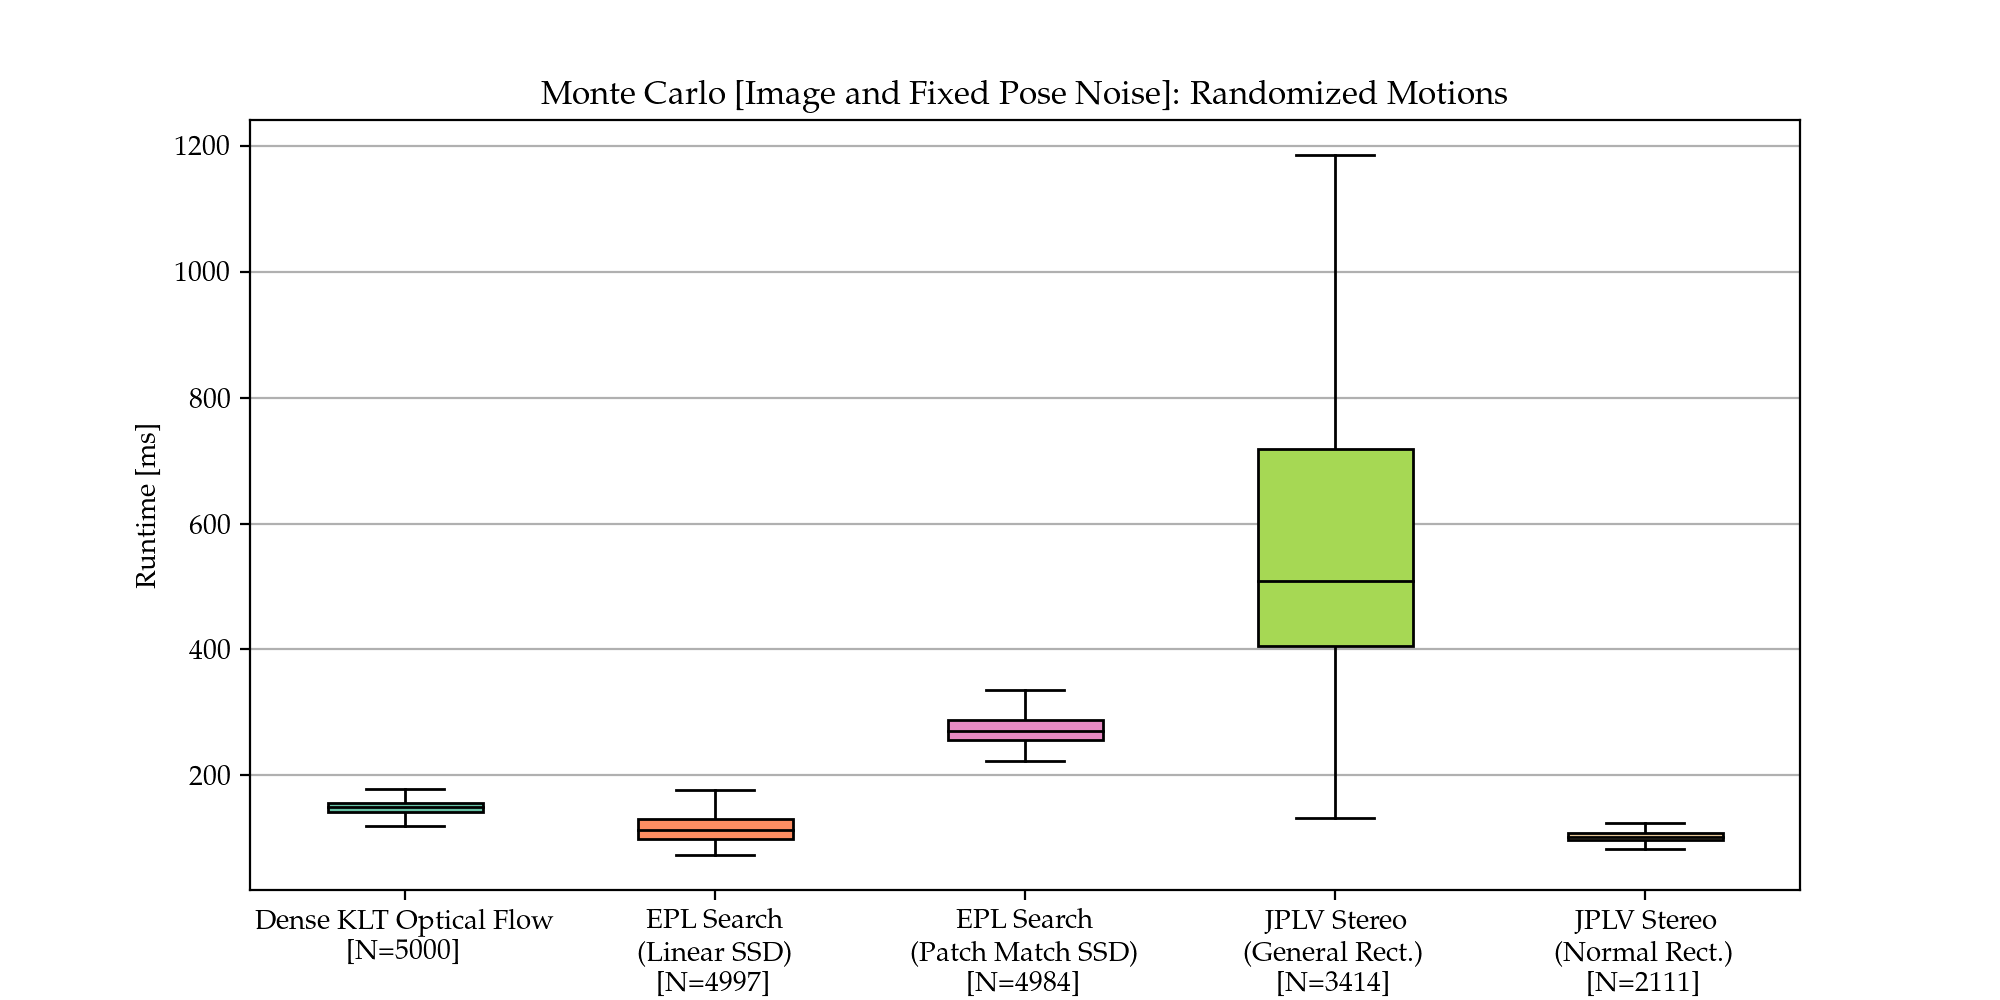 Monte Carlo [Image and Fixed Pose Noise]: Randomized Motions
Runtime [ms]
1200
1000
800
600
400
200
Dense KLT Optical Flow
[N=5000]
EPL Search
(Linear SSD)
[N=4997]
EPL Search
(Patch Match SSD)
[N=4984]
JPLV Stereo
(General Rect.)
[N=3414]
JPLV Stereo
(Normal Rect.)
[N=2111]